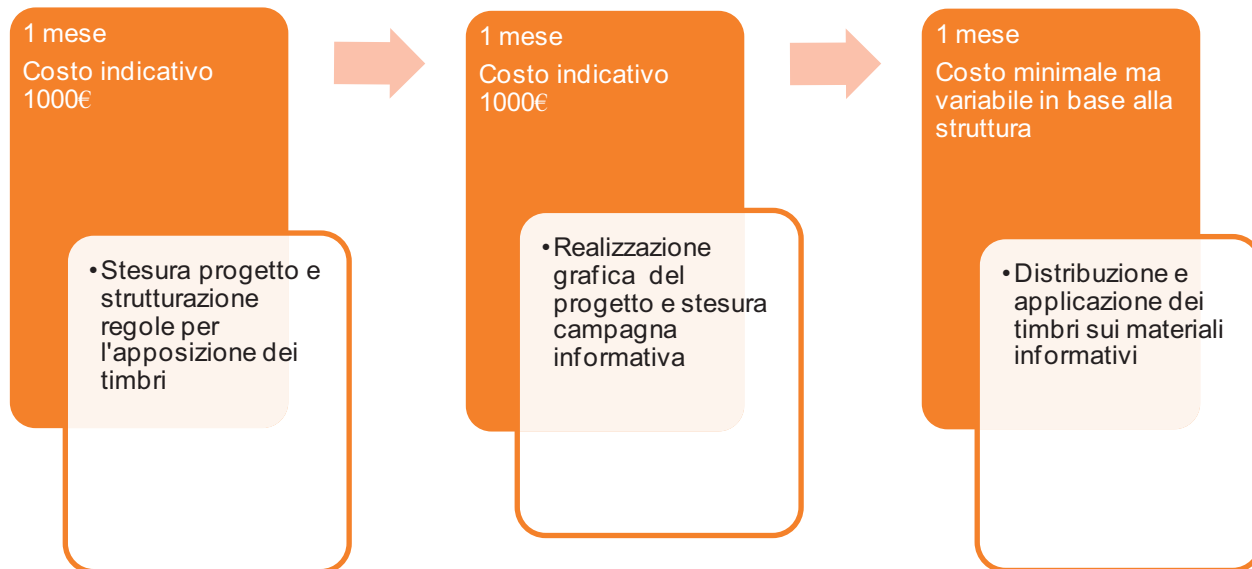 1 mese
Costo indicativo
1000€
•Stesura progetto e
strutturazione
regole per
l'apposizione dei
timbri
1 mese
Costo indicativo
1000€
•Realizzazione
grafica del
progetto e stesura
campagna
informativa
1 mese
Costo minimale ma
variabile in base alla
struttura
•Distribuzione e
applicazione dei
timbri sui materiali
informativi